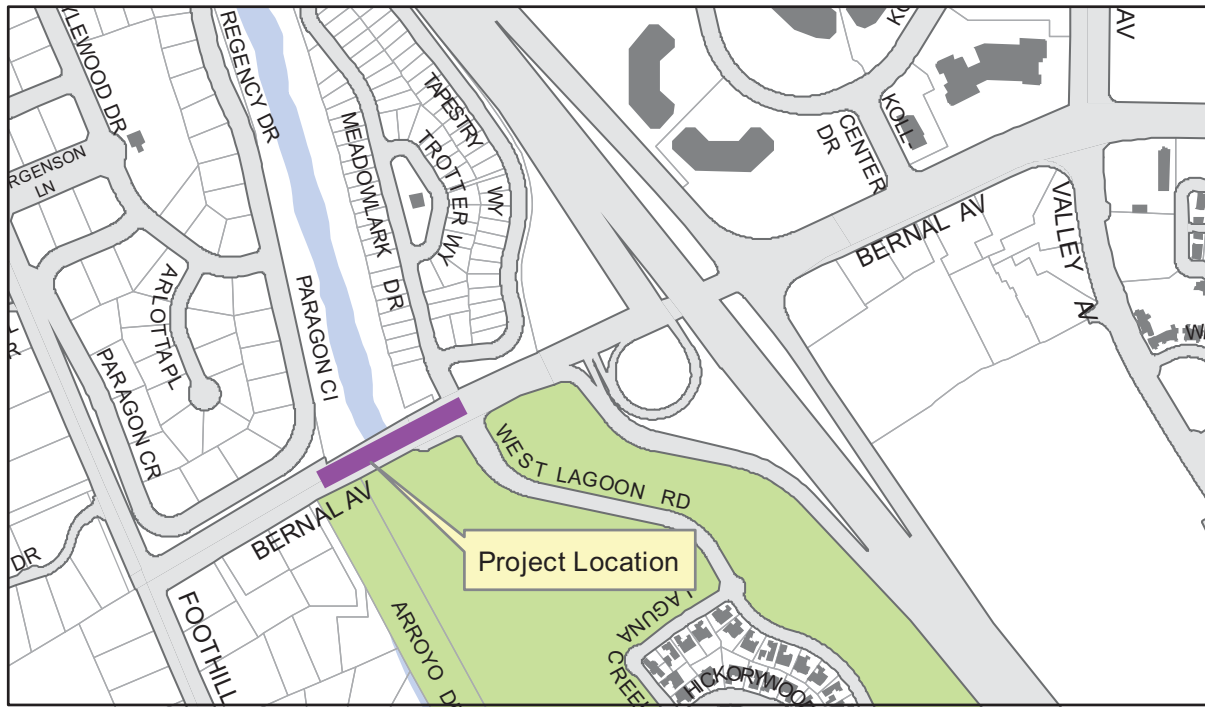 YLEWOOD DR
REGENCY DR
TAPESTRY
WY
TROTTER WY
MEADOWLARK
DR
KOLL
CENTER
DR
AV
RGENSON
LN
BERNAL AV
VALLEY
AV
ARLOTTA PL
PARAGON CI
PARAGON CR
WEST LAGOON RD
BERNAL AV
Project Location
DR
FOOTHILL
ARROYO
LAGUNA
CREEK
HICKORYWOOD